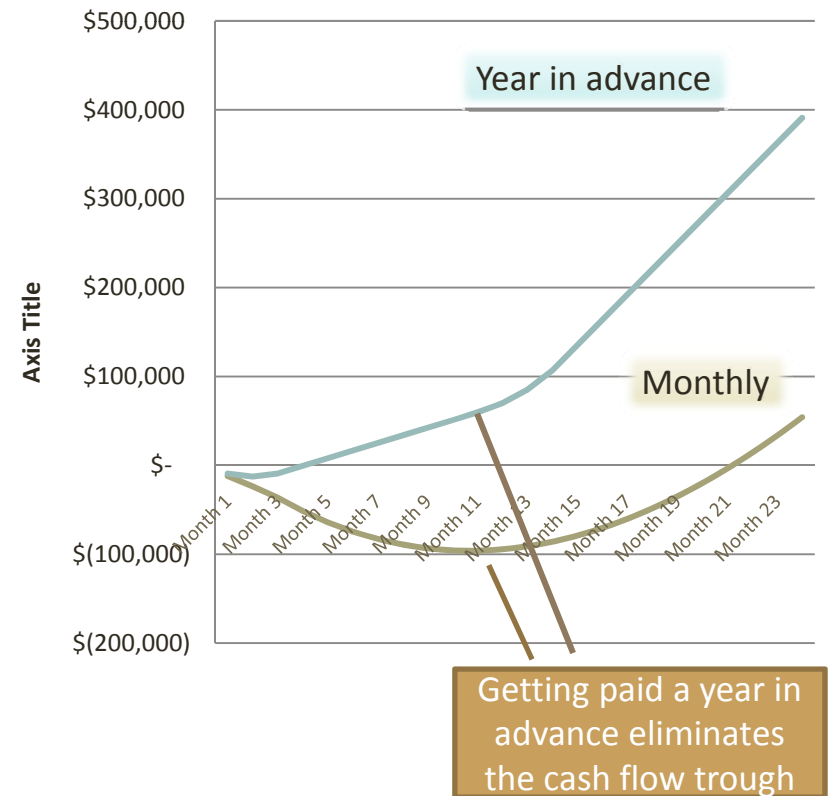 $500,000
Year in advance
$400,000
$300,000
$200,000
Axis Title
$100,000
Monthly
$-
Month 1
Month 3
Month 5
Month 7
Month 9
Month 11
Month 13
Month 15
Month 17
Month 19
Month 21
Month 23
$(100,000)
$(200,000)
Getting paid a year in
advance eliminates
the cash flow trough